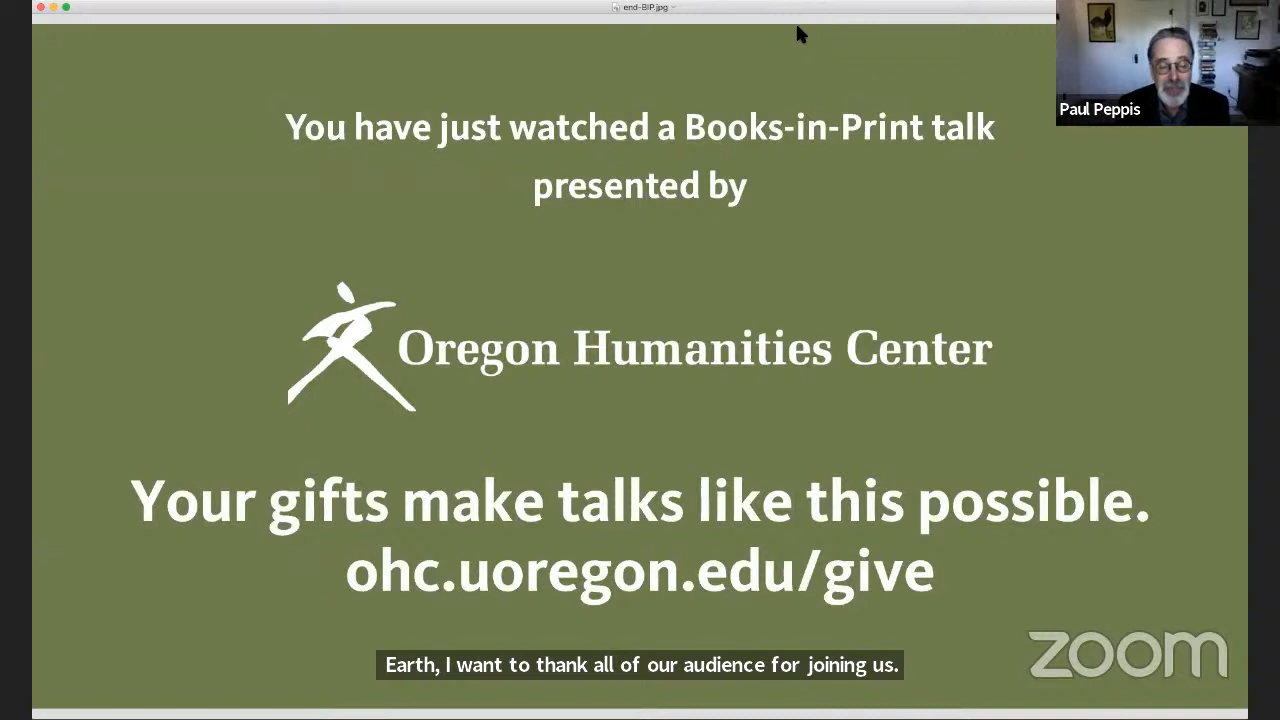 end-BIP.jpg
Paul Peppis
You have just watched a Books-in-Print talk
presented by
Oregon Humanities Center
Your gifts make talks like this possible.
ohc.uoregon.edu/give
Earth, I want to thank all of our audience for joining us.
zoom